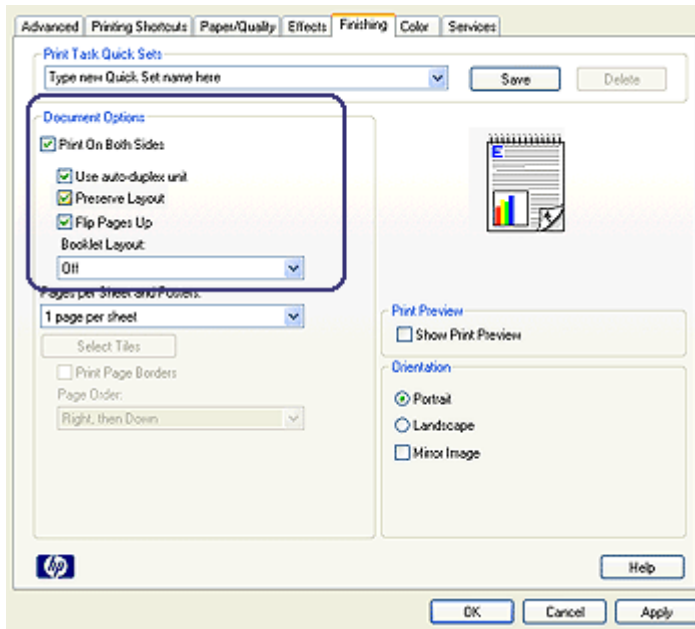 Advanced Printing Shortcuts Paper/Quality Effects Finishing Color Services
Print Task Quick Sets
Type new Quick Set name here Save Delete
Document Options
Print On Both Sides
Use auto-duplex unit
Preserve Layout
Flip Pages Up
Booklet Layout:
Off
Pages per Sheet and Posters:
1 page per sheet
Select Tiles
Print Page Borders
Page Order:
Right, then Down
E
Print Preview
Show Print Preview
Orientation
Portrait
Landscape
Mirror Image
hp
Help
OK Cancel Apply